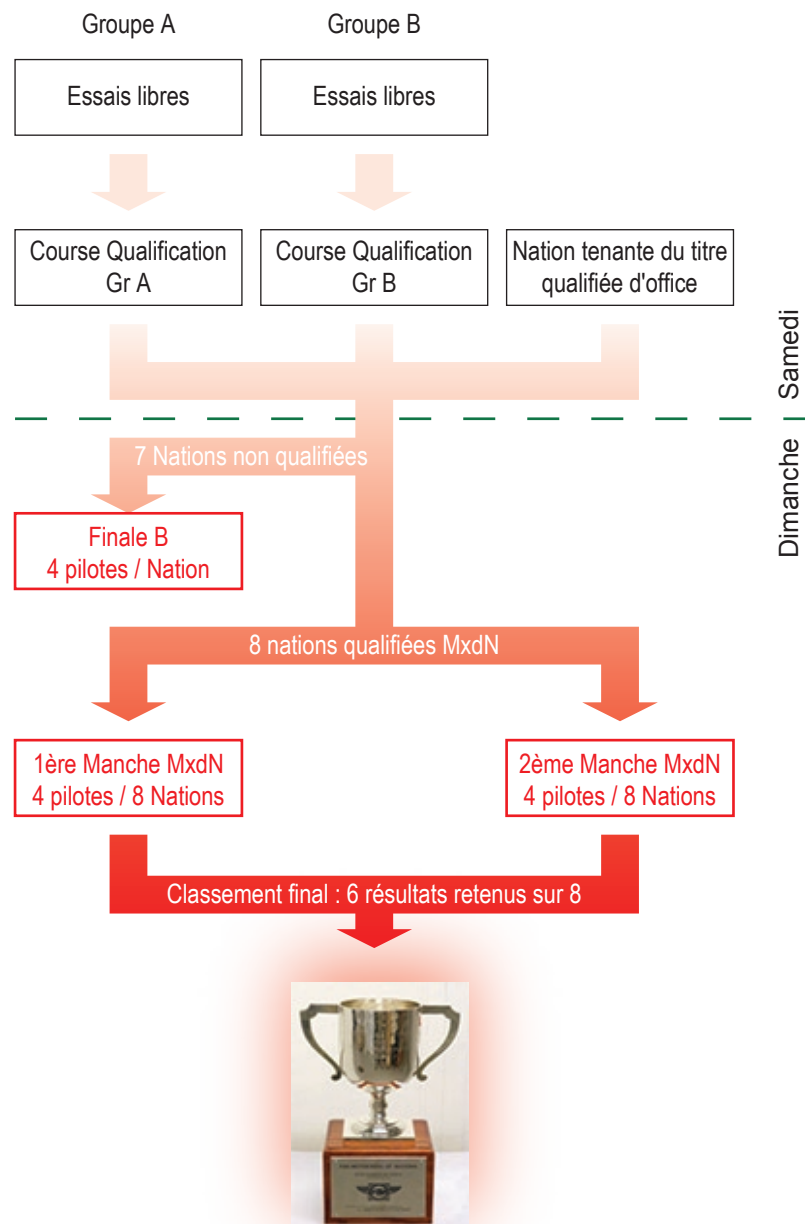 Groupe A
Groupe B
Essais libres
Essais libres
Course Qualification
Gr A
Course Qualification
Gr B
Nation tenante du titre
qualifiée d'office
Samedi
Dimanche
7 Nations non qualifiées
Finale B
4 pilotes / Nation
8 nations qualifiées MxdN
1ère Manche MxdN
4 pilotes / 8 Nations
2ème Manche MxdN
4 pilotes / 8 Nations
Classement final : 6 résultats retenus sur 8